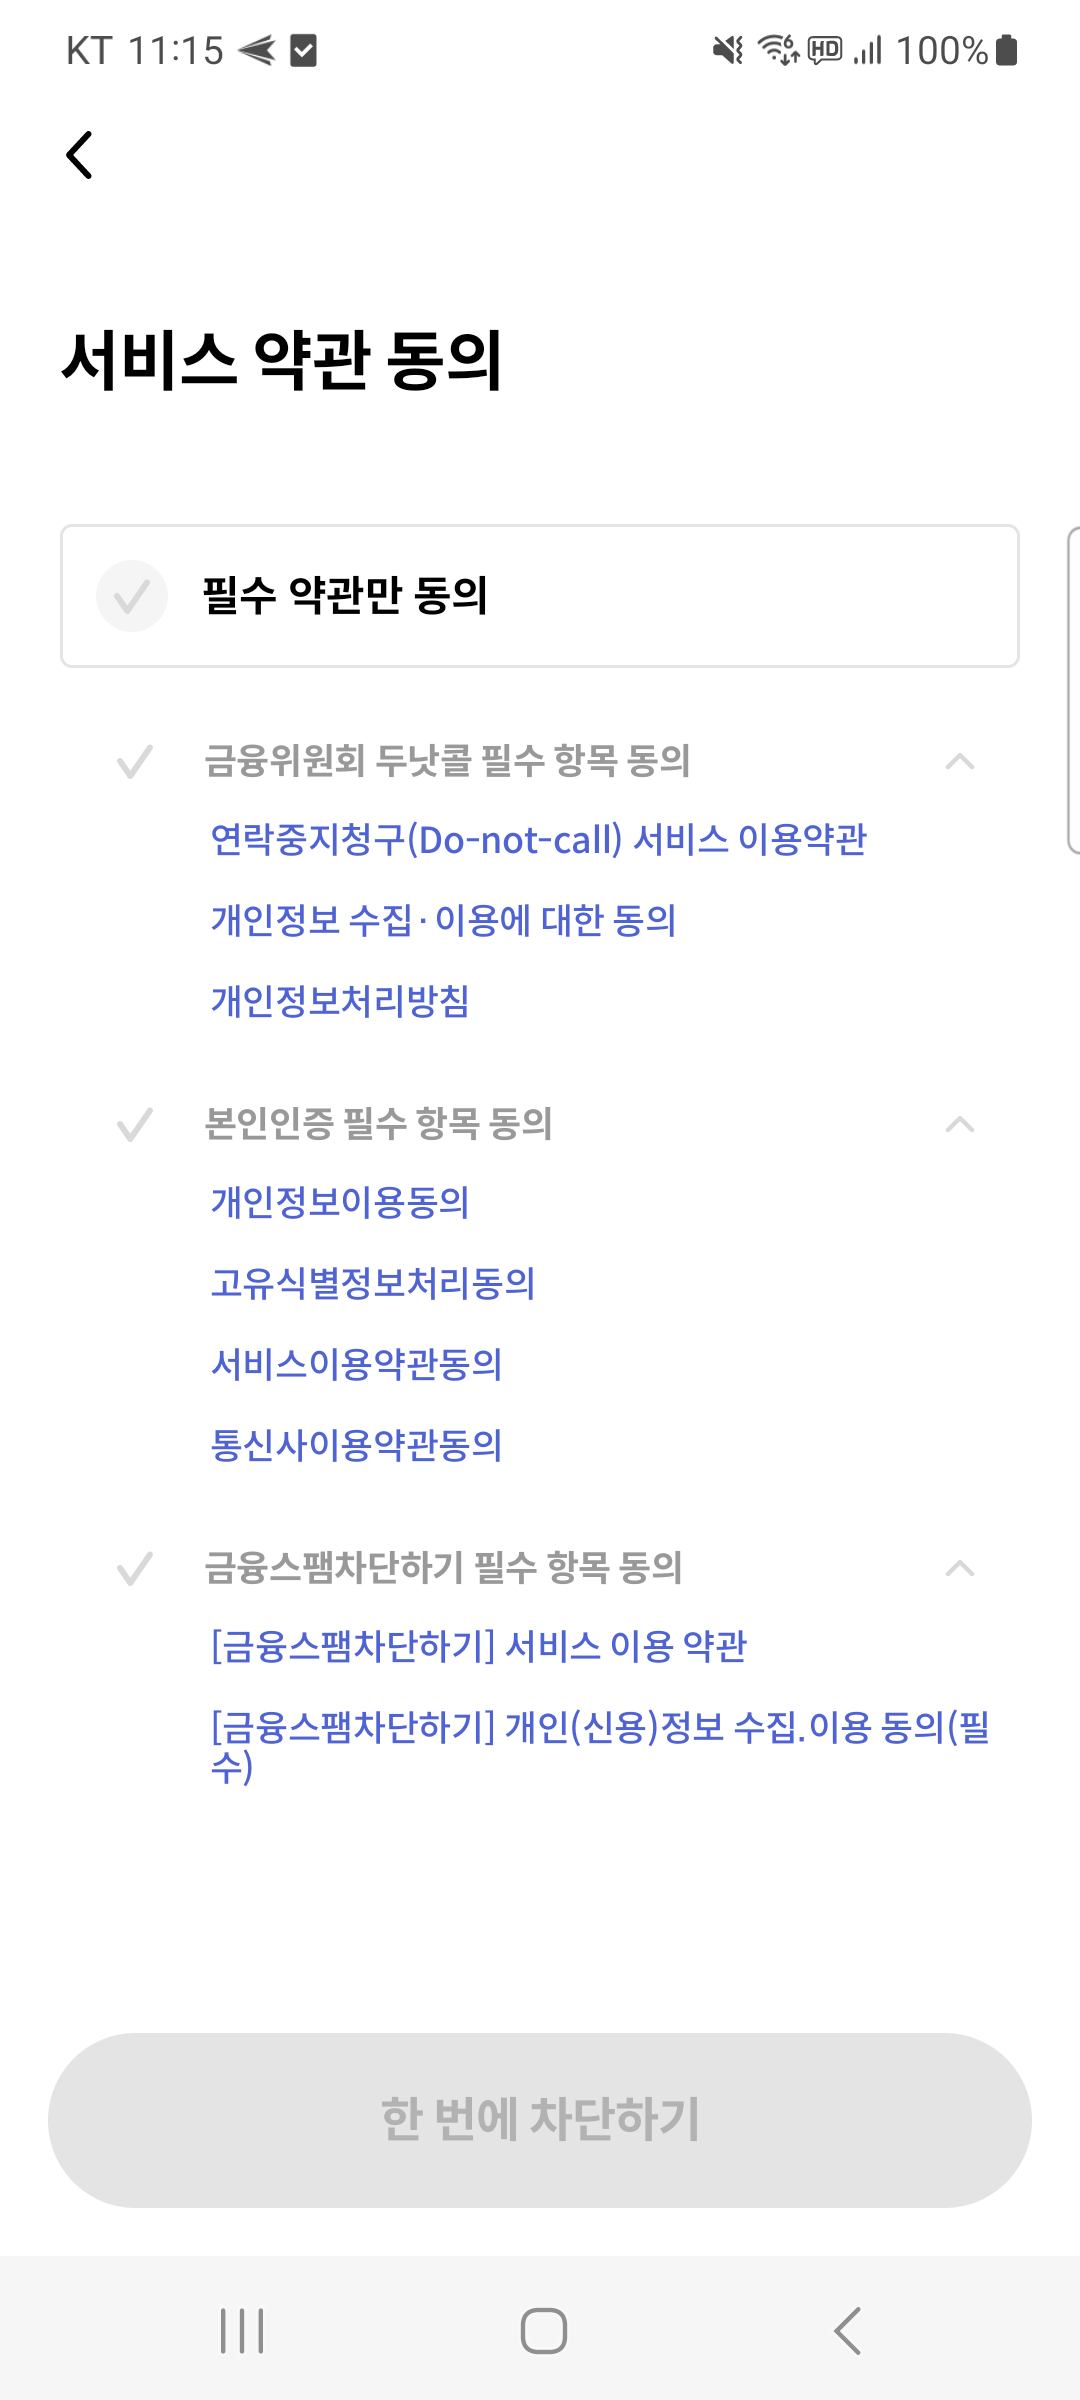 KT 11:15 100%
서비스 약관 동의
필수 약관만 동의
금융위원회 두낫콜 필수 항목 동의
연락중지청구(Do-not-call) 서비스 이용약관
개인정보 수집·이용에 대한 동의
개인정보처리방침
본인인증 필수 항목 동의
개인정보이용동의
고유식별정보처리동의
서비스이용약관동의
통신사이용약관동의
금융스팸차단하기 필수 항목 동의
[금융스팸차단하기] 서비스 이용 약관
[금융스팸차단하기] 개인(신용)정보 수집.이용 동의(필
수)
한 번에 차단하기